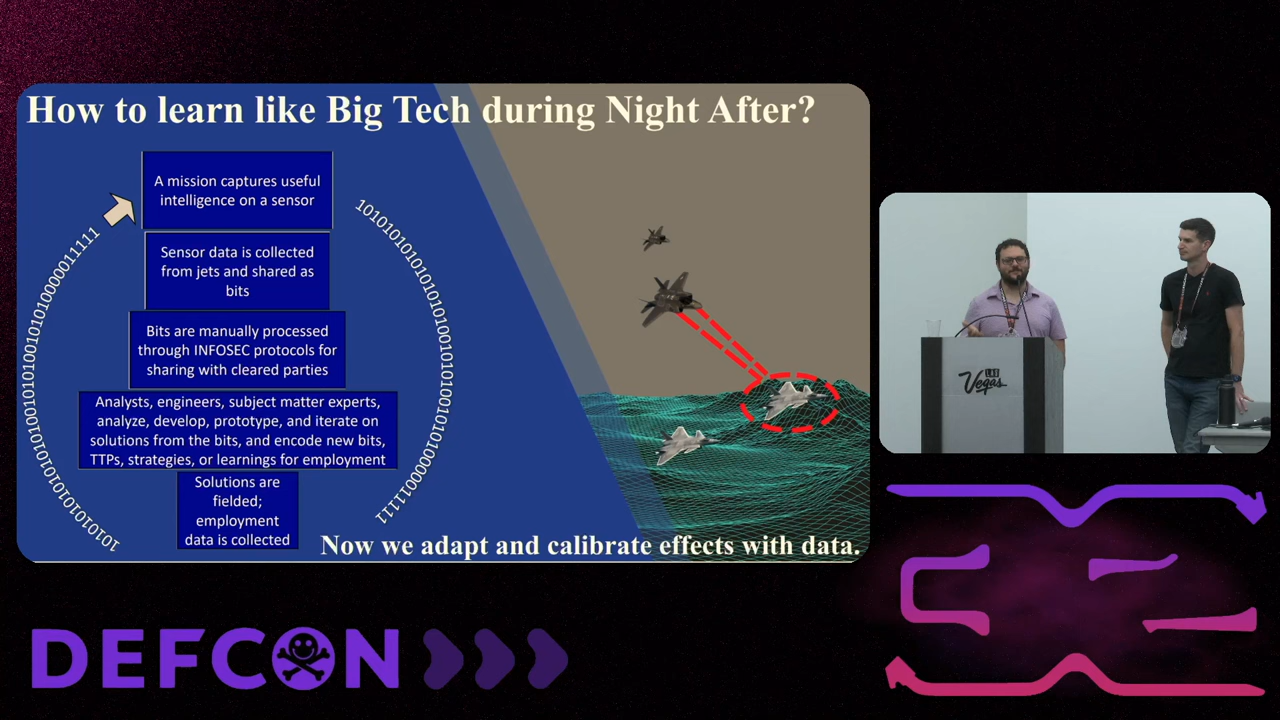 How to learn like Big Tech during Night After?
A mission captures useful
intelligence on a sensor
Sensor data is collected
from jets and shared as
bits
Bits are manually processed
through INFOSEC protocols for
sharing with cleared parties
Analysts, engineers, subject matter experts,
analyze, develop, prototype, and iterate on
solutions from the bits, and encode new bits,
TTPs, strategies, or learnings for employment
Solutions are
fielded;
employment
data is collected
Now we adapt and calibrate effects with data.
LAS
Vegas
DEFCON